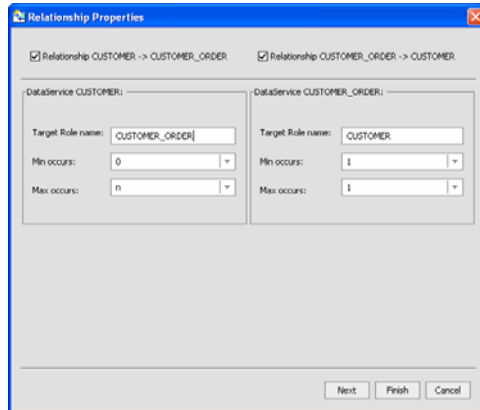 Relationship Properties
Relationship CUSTOMER -> CUSTOMER_ORDER
Relationship CUSTOMER_ORDER -> CUSTOMER
DataService CUSTOMER:
Target Role name: CUSTOMER_ORDER
Min occurs: 0
Max occurs: n
DataService CUSTOMER_ORDER:
Target Role name: CUSTOMER
Min occurs: 1
Max occurs: 1
Next Finish Cancel